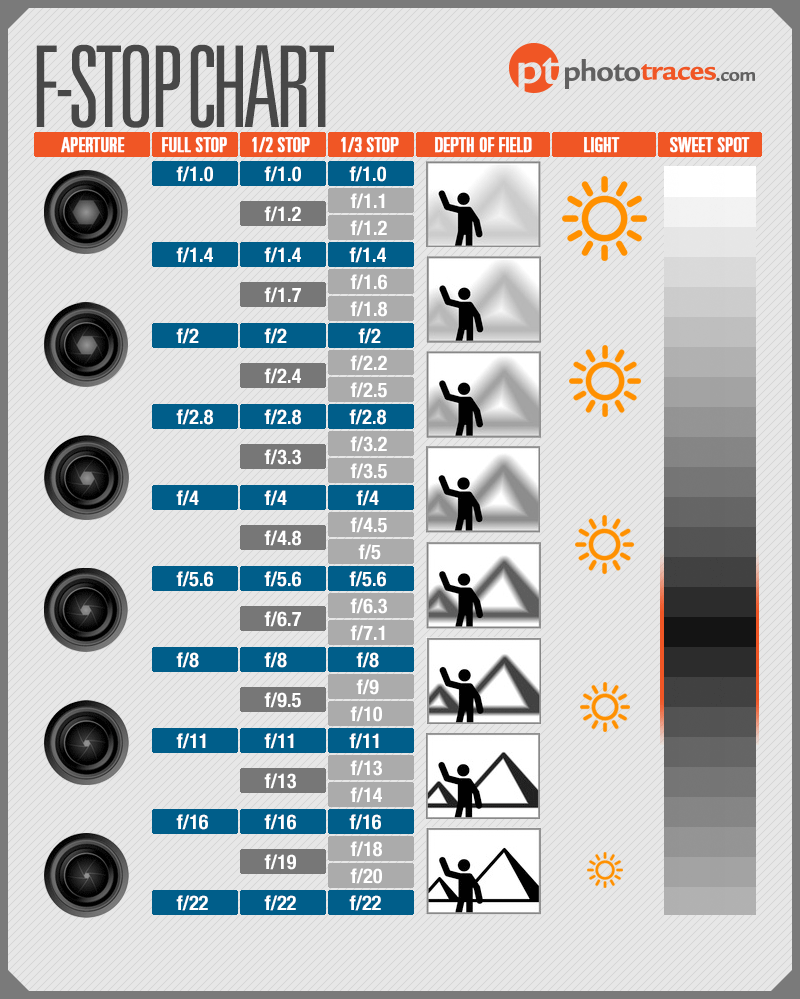 F-STOP CHART
pt phototraces.com
APERTURE FULL STOP 1/2 STOP 1/3 STOP DEPTH OF FIELD LIGHT SWEET SPOT
f/1.0 f/1.0 f/1.0
f/1.1
f/1.2
f/1.2
f/1.4 f/1.4 f/1.4
f/1.6
f/1.7
f/1.8
f/2 f/2 f/2
f/2.2
f/2.4
f/2.5
f/2.8 f/2.8 f/2.8
f/3.2
f/3.3
f/3.5
f/4 f/4 f/4
f/4.5
f/4.8
f/5
f/5.6 f/5.6 f/5.6
f/6.3
f/6.7
f/7.1
f/8 f/8 f/8
f/9
f/9.5
f/10
f/11 f/11 f/11
f/13
f/13
f/14
f/16 f/16 f/16
f/18
f/19
f/20
f/22 f/22 f/22